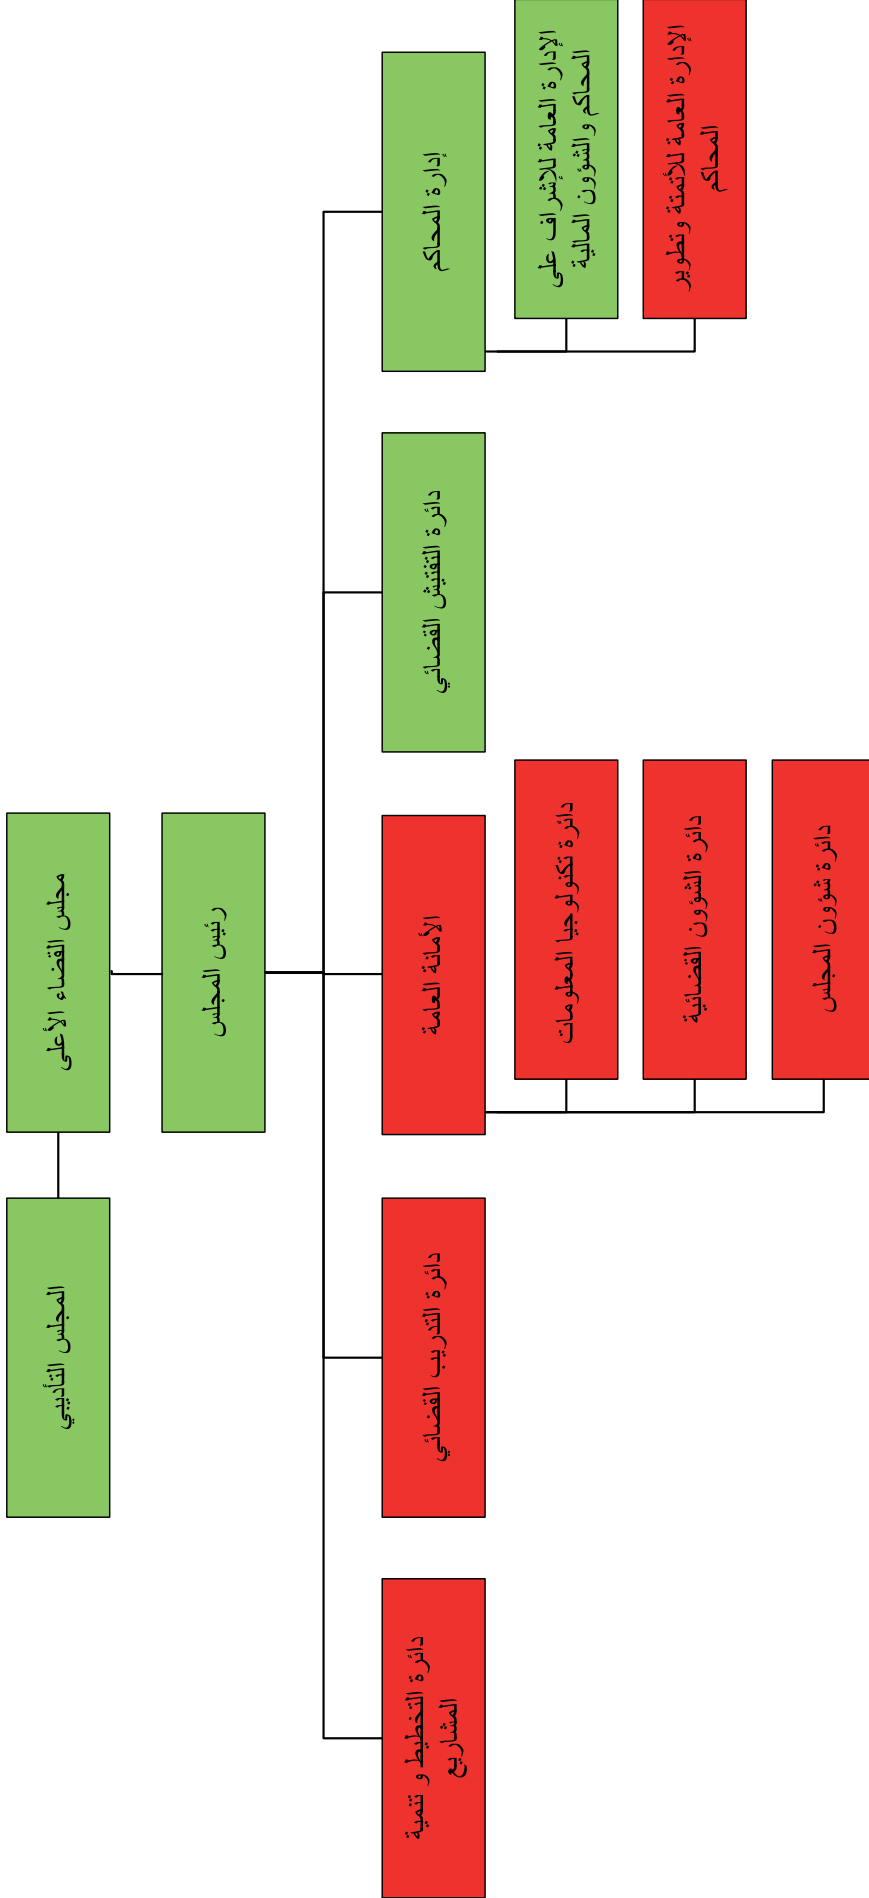 مجلس القضاء الأعلى
المجلس التأديبي
رئيس المجلس
إدارة المحاكم
دائرة التفتيش القضائي
الأمانة العامة
دائرة التدريب القضائي
دائرة التخطيط و تنمية
المشاريع
الإدارة العامة للإشراف على
المحاكم والشؤون المالية
الإدارة العامة للأتمتة وتطوير
المحاكم
دائرة تكنولوجيا المعلومات
دائرة الشؤون القضائية
دائرة شؤون المجلس